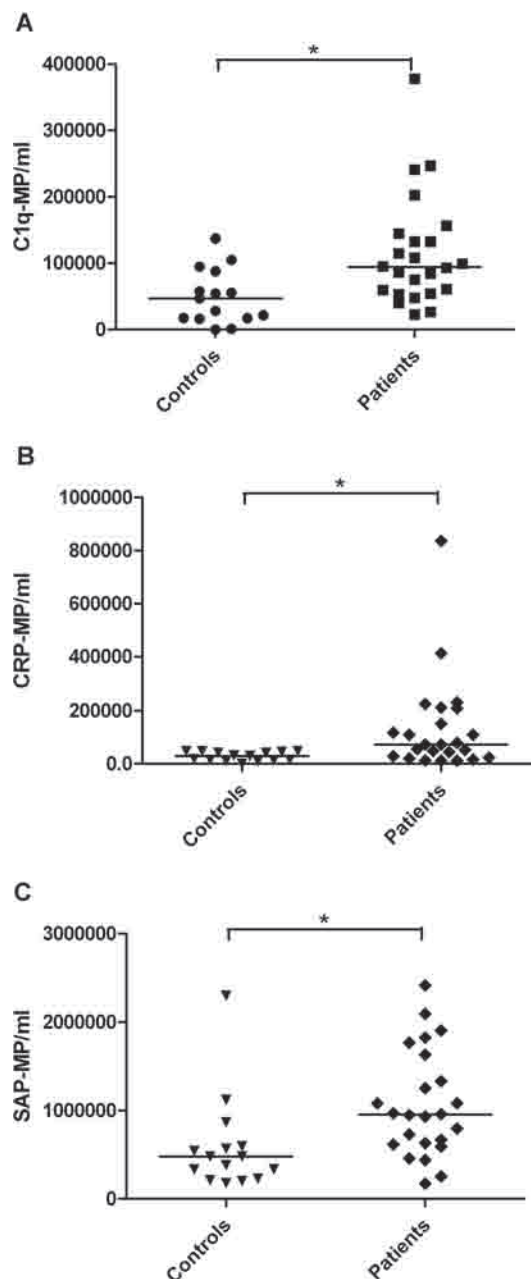 A
*
400000
300000
200000
100000
0
C1q-MP/ml
Controls
Patients
B
*
1000000
800000
600000
400000
200000
0.0
CRP-MP/ml
Controls
Patients
C
*
3000000
2000000
1000000
0
SAP-MP/ml
Controls
Patients